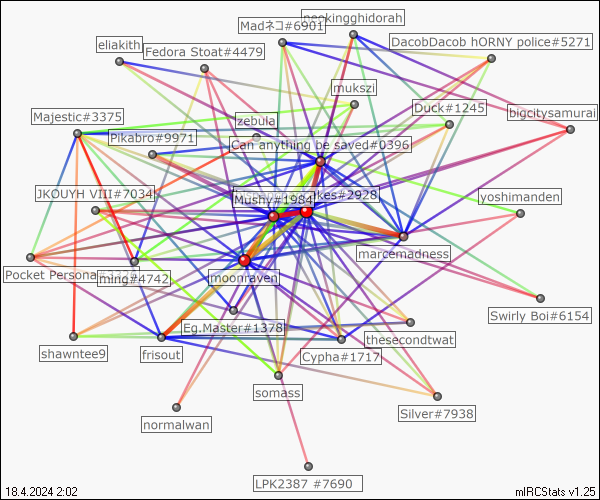 neekingghidorah
Madネコ#6901
eliakith
DacobDacob hORNY police#5271
Fedora Stoat#4479
mukszi
Duck#1245
bigcitysamurai
Majestic#3375
zebula
Pikabro#9971
Can anything be saved#0396
JKOUYH VIII#7034
Mushy#1984
kes#2928
yoshimanden
marcemadness
Pocket Persona#
ming#4742
moonraven
Swirly Boi#6154
Eg.Master#1378
thesecondtwat
shawntee9
frisout
Cypha#1717
somass
Silver#7938
normalwan
LPK2387 #7690
18.4.2024 2:02
mIRCStats v1.25